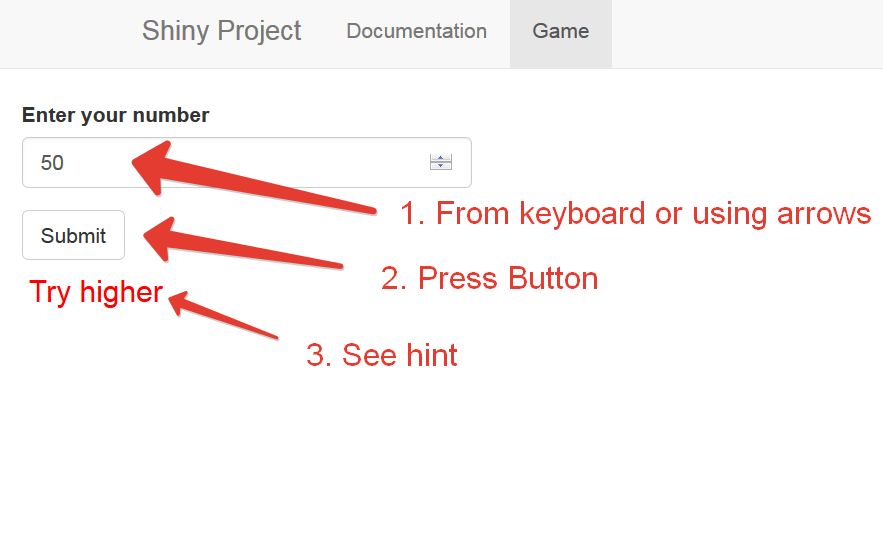 Shiny Project Documentation Game
Enter your number
50
1. From keyboard or using arrows
Submit
2. Press Button
Try higher
3. See hint